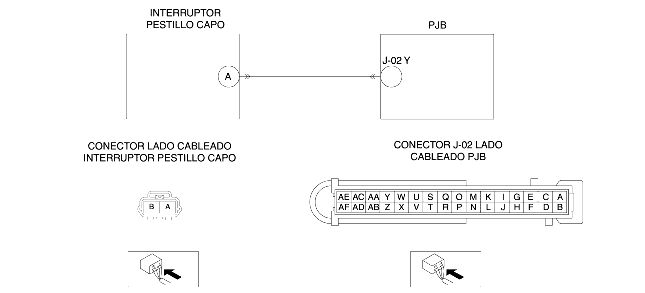 INTERRUPTOR
PESTILLO CAPO
PJB
A
J-02 Y
CONECTOR LADO CABLEADO
INTERRUPTOR PESTILLO CAPO
CONECTOR J-02 LADO
CABLEADO PJB
B A
AE AC AA Y W U S Q O M K I G E C A
AF AD AB Z X V T R P N L J H F D B